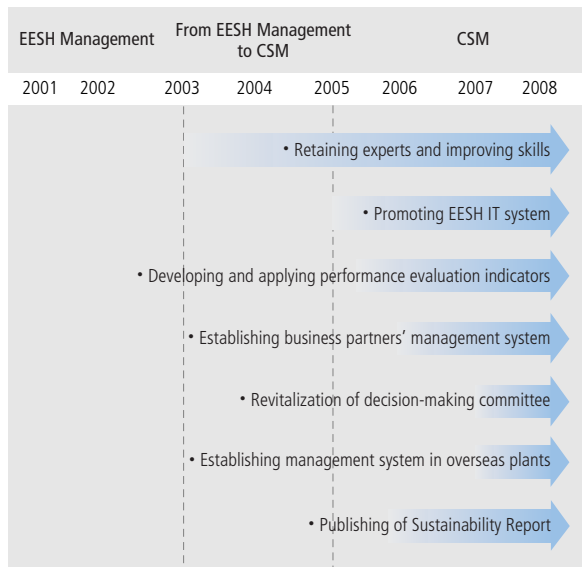 EESH Management
From EESH Management
to CSM
CSM
2001 2002 2003 2004 2005 2006 2007 2008
• Retaining experts and improving skills
• Promoting EESH IT system
• Developing and applying performance evaluation indicators
• Establishing business partners’ management system
• Revitalization of decision-making committee
• Establishing management system in overseas plants
• Publishing of Sustainability Report